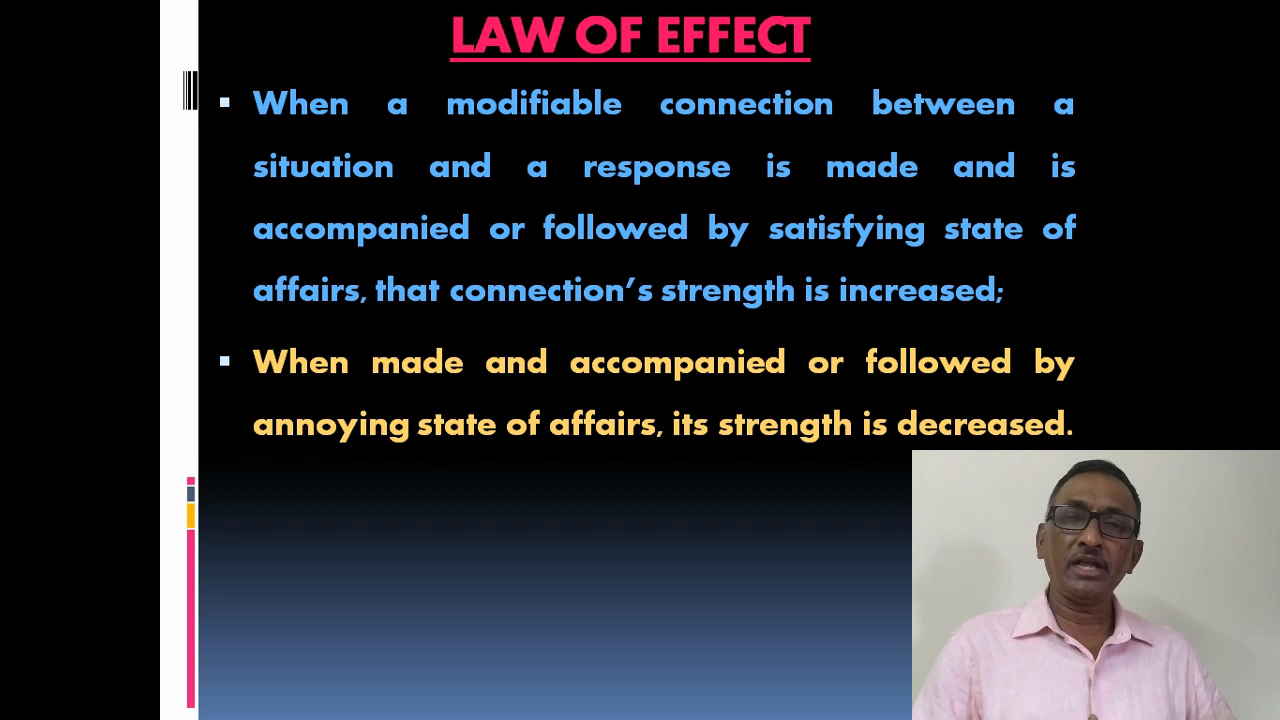 LAW OF EFFECT
When a modifiable connection between a
situation and a response is made and is
accompanied or followed by satisfying state of
affairs, that connection’s strength is increased;
When made and accompanied or followed by
annoying state of affairs, its strength is decreased.